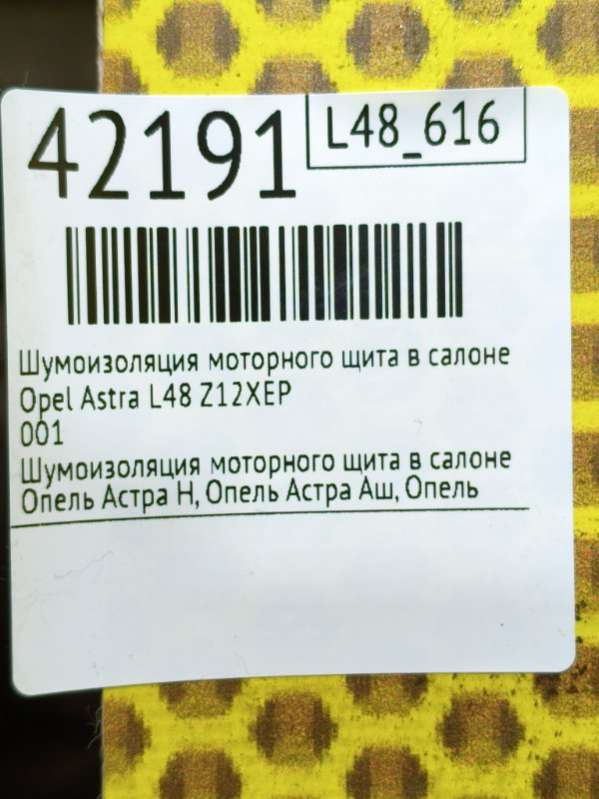 42191
L48_616
Шумоизоляция моторного щита в салоне
Opel Astra L48 Z12XEP
001
Шумоизоляция моторного щита в салоне
Опель Астра Н, Опель Астра Аш, Опель